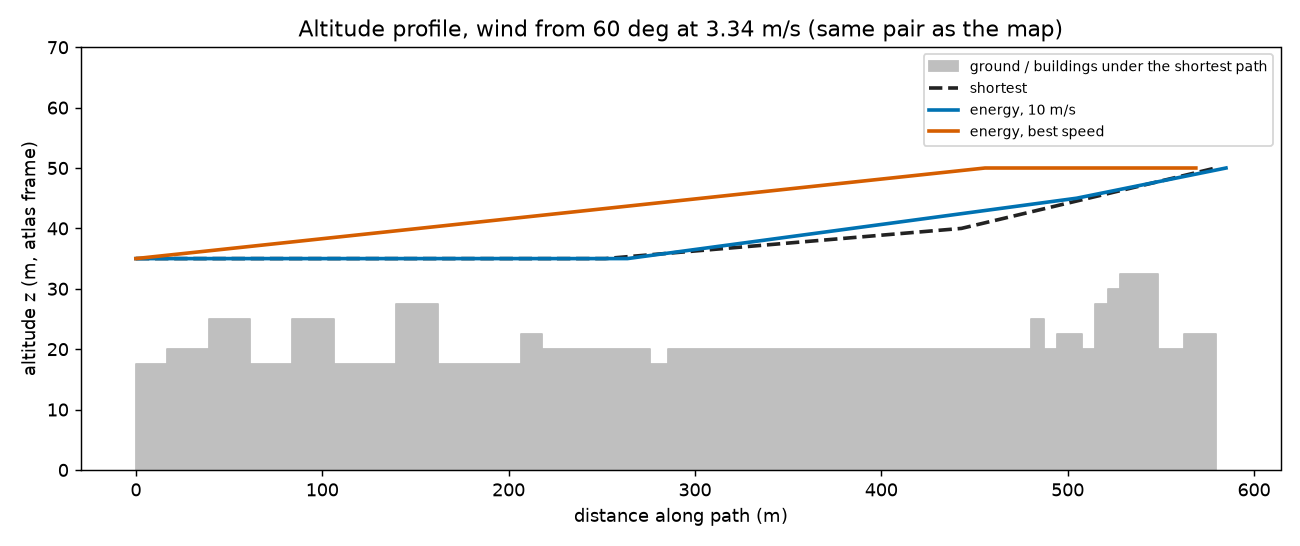 Altitude profile, wind from 60 deg at 3.34 m/s (same pair as the map)
ground / buildings under the shortest path
shortest
energy, 10 m/s
energy, best speed
altitude z (m, atlas frame)
70
60
50
40
30
20
10
0
0 100 200 300 400 500 600
distance along path (m)